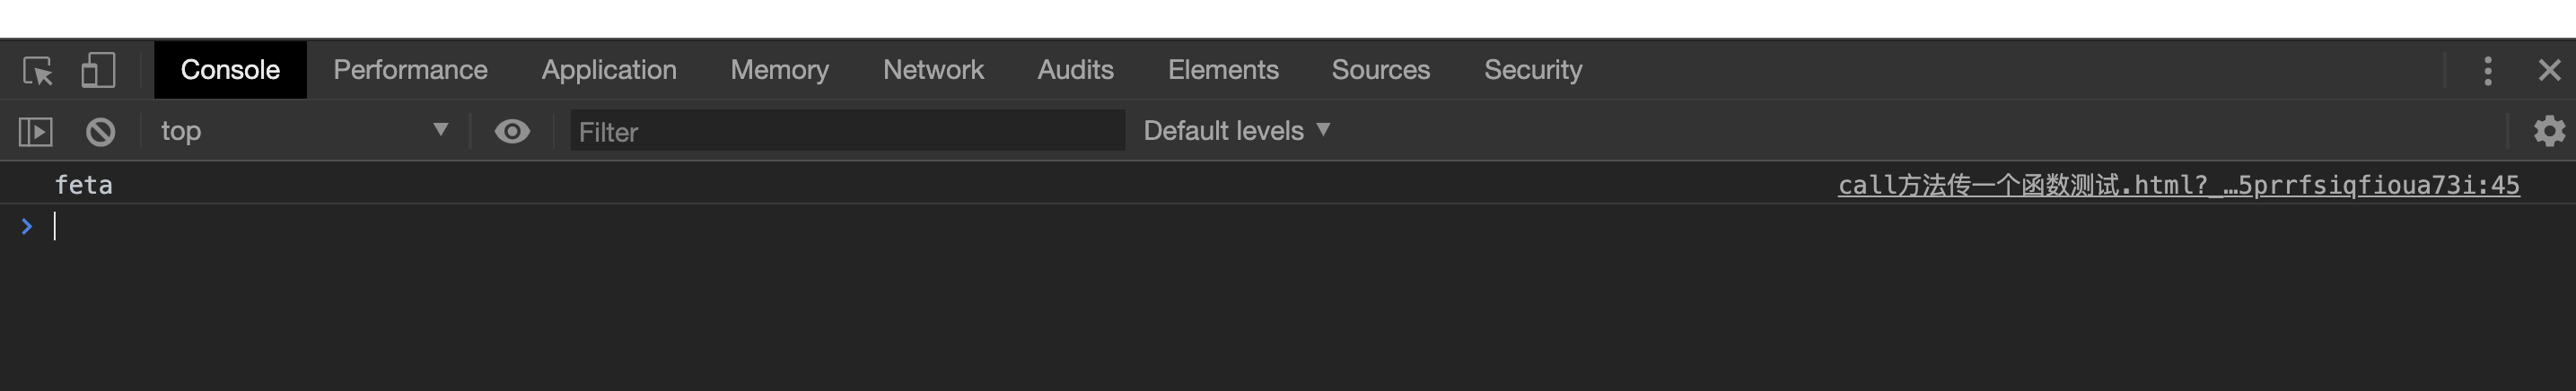 Console Performance Application Memory Network Audits Elements Sources Security
top Filter Default levels
feta call方法传一个函数测试.html?_…5prrfsiqfioua73i:45